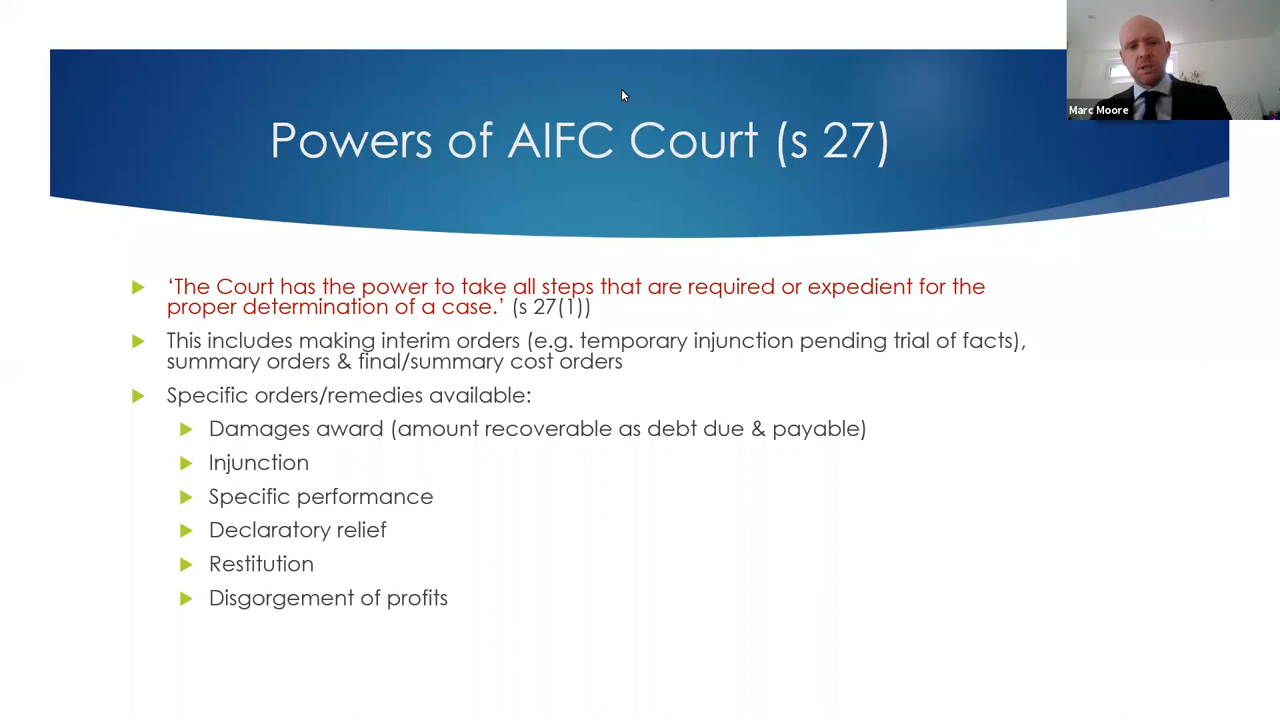 Marc Moore
Powers of AIFC Court (s 27)
‘The Court has the power to take all steps that are required or expedient for the
proper determination of a case.’ (s 27(1))
This includes making interim orders (e.g. temporary injunction pending trial of facts),
summary orders & final/summary cost orders
Specific orders/remedies available:
Damages award (amount recoverable as debt due & payable)
Injunction
Specific performance
Declaratory relief
Restitution
Disgorgement of profits